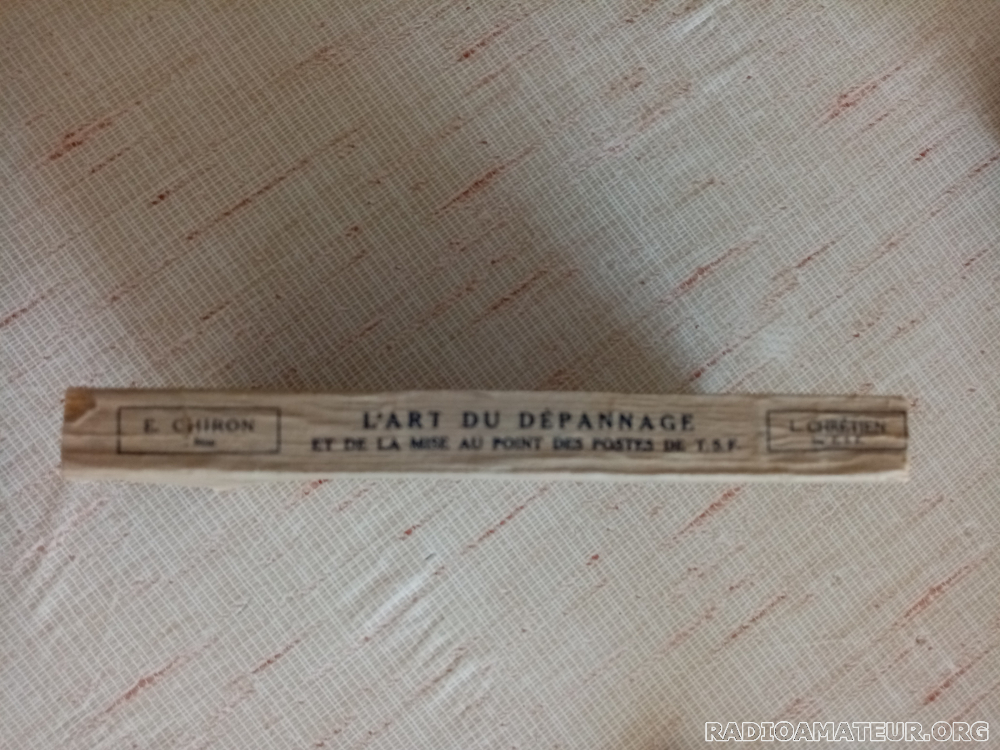 E. CHIRON
L'ART DU DÉPANNAGE
ET DE LA MISE AU POINT DES POSTES DE T.S.F.
L. CHRÉTIEN
RADIOAMATEUR.ORG